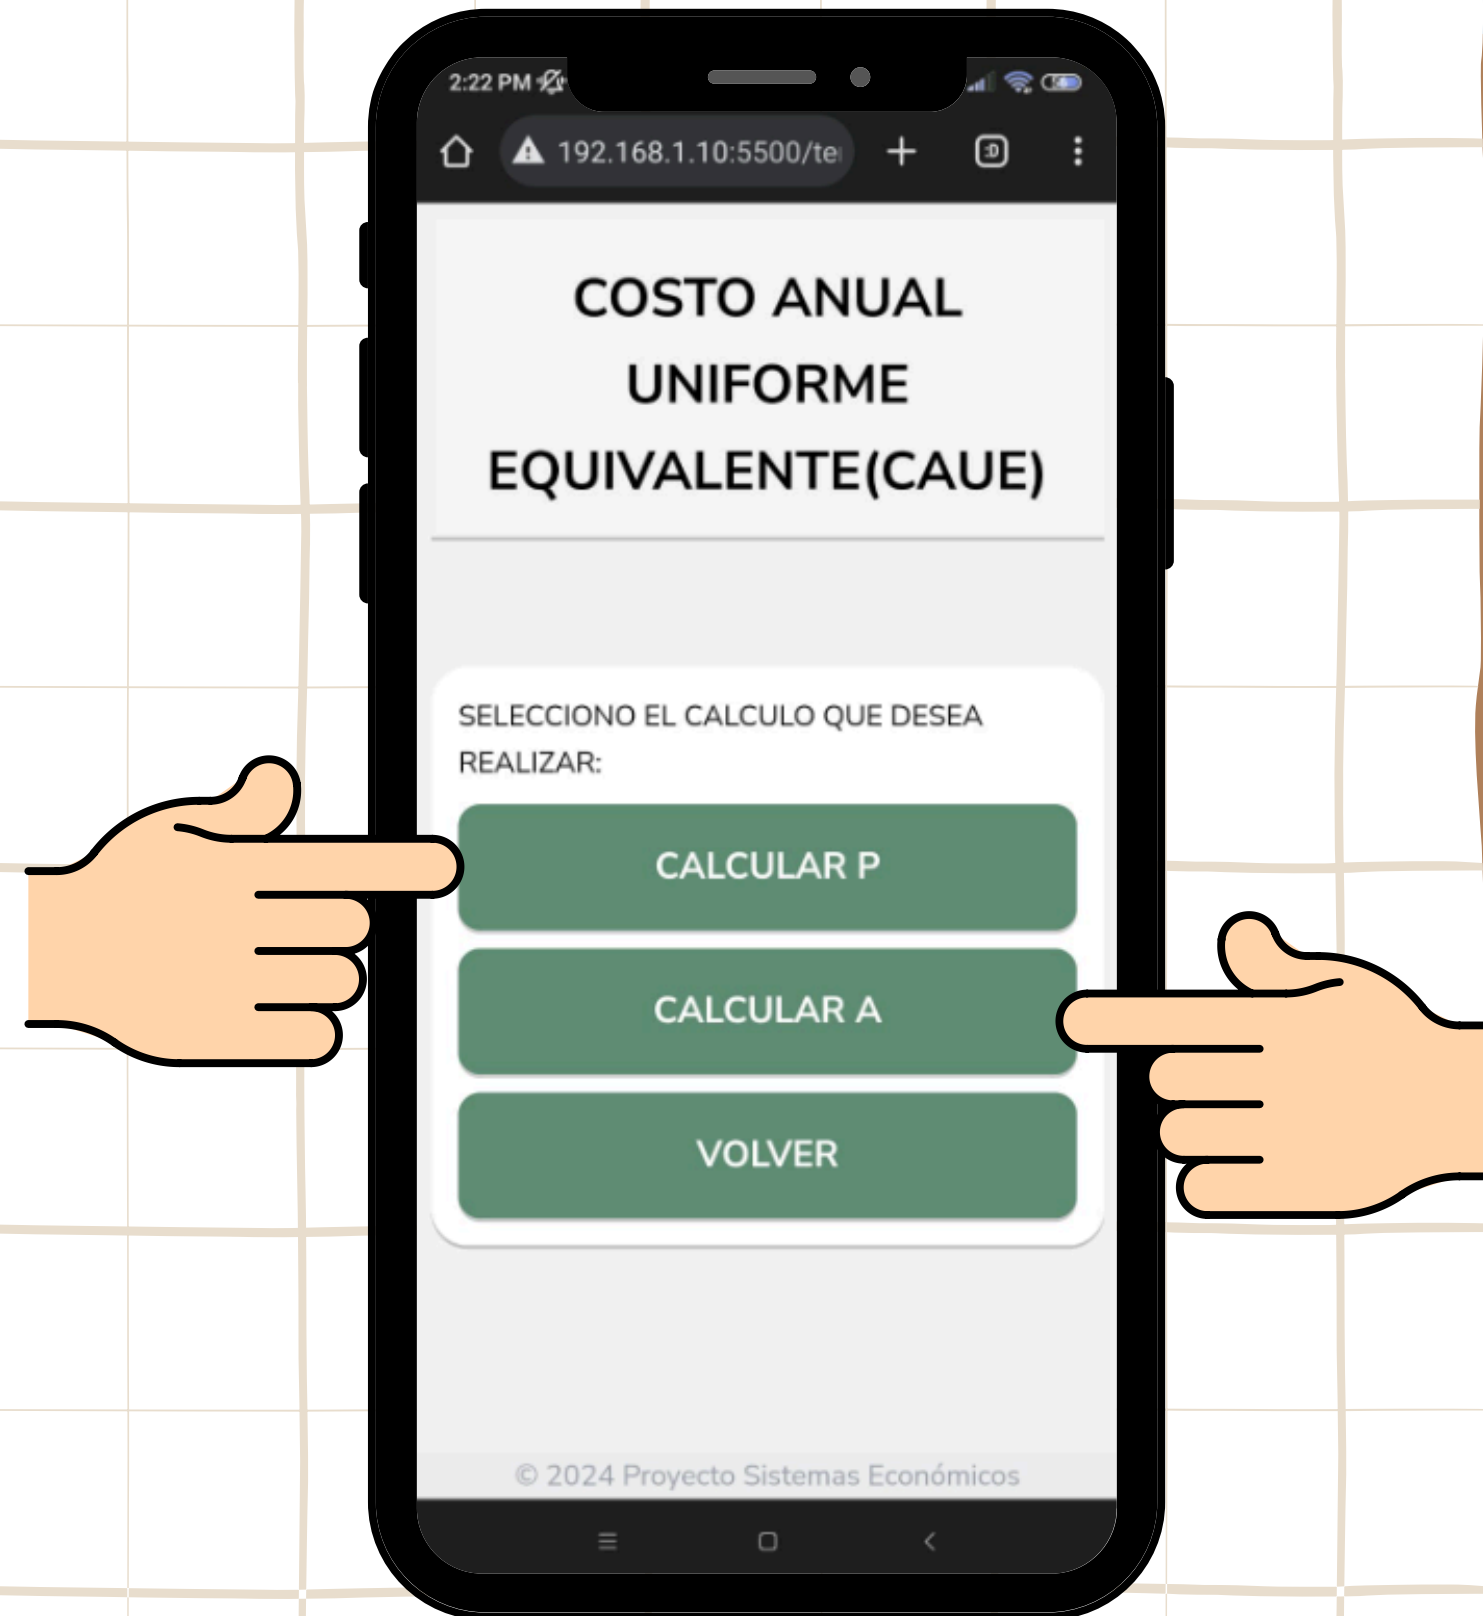 2:22 PM
192.168.1.10:5500/te
:D
COSTO ANUAL
UNIFORME
EQUIVALENTE(CAUE)
SELECCIONO EL CALCULO QUE DESEA
REALIZAR:
CALCULAR P
CALCULAR A
VOLVER
© 2024 Proyecto Sistemas Económicos